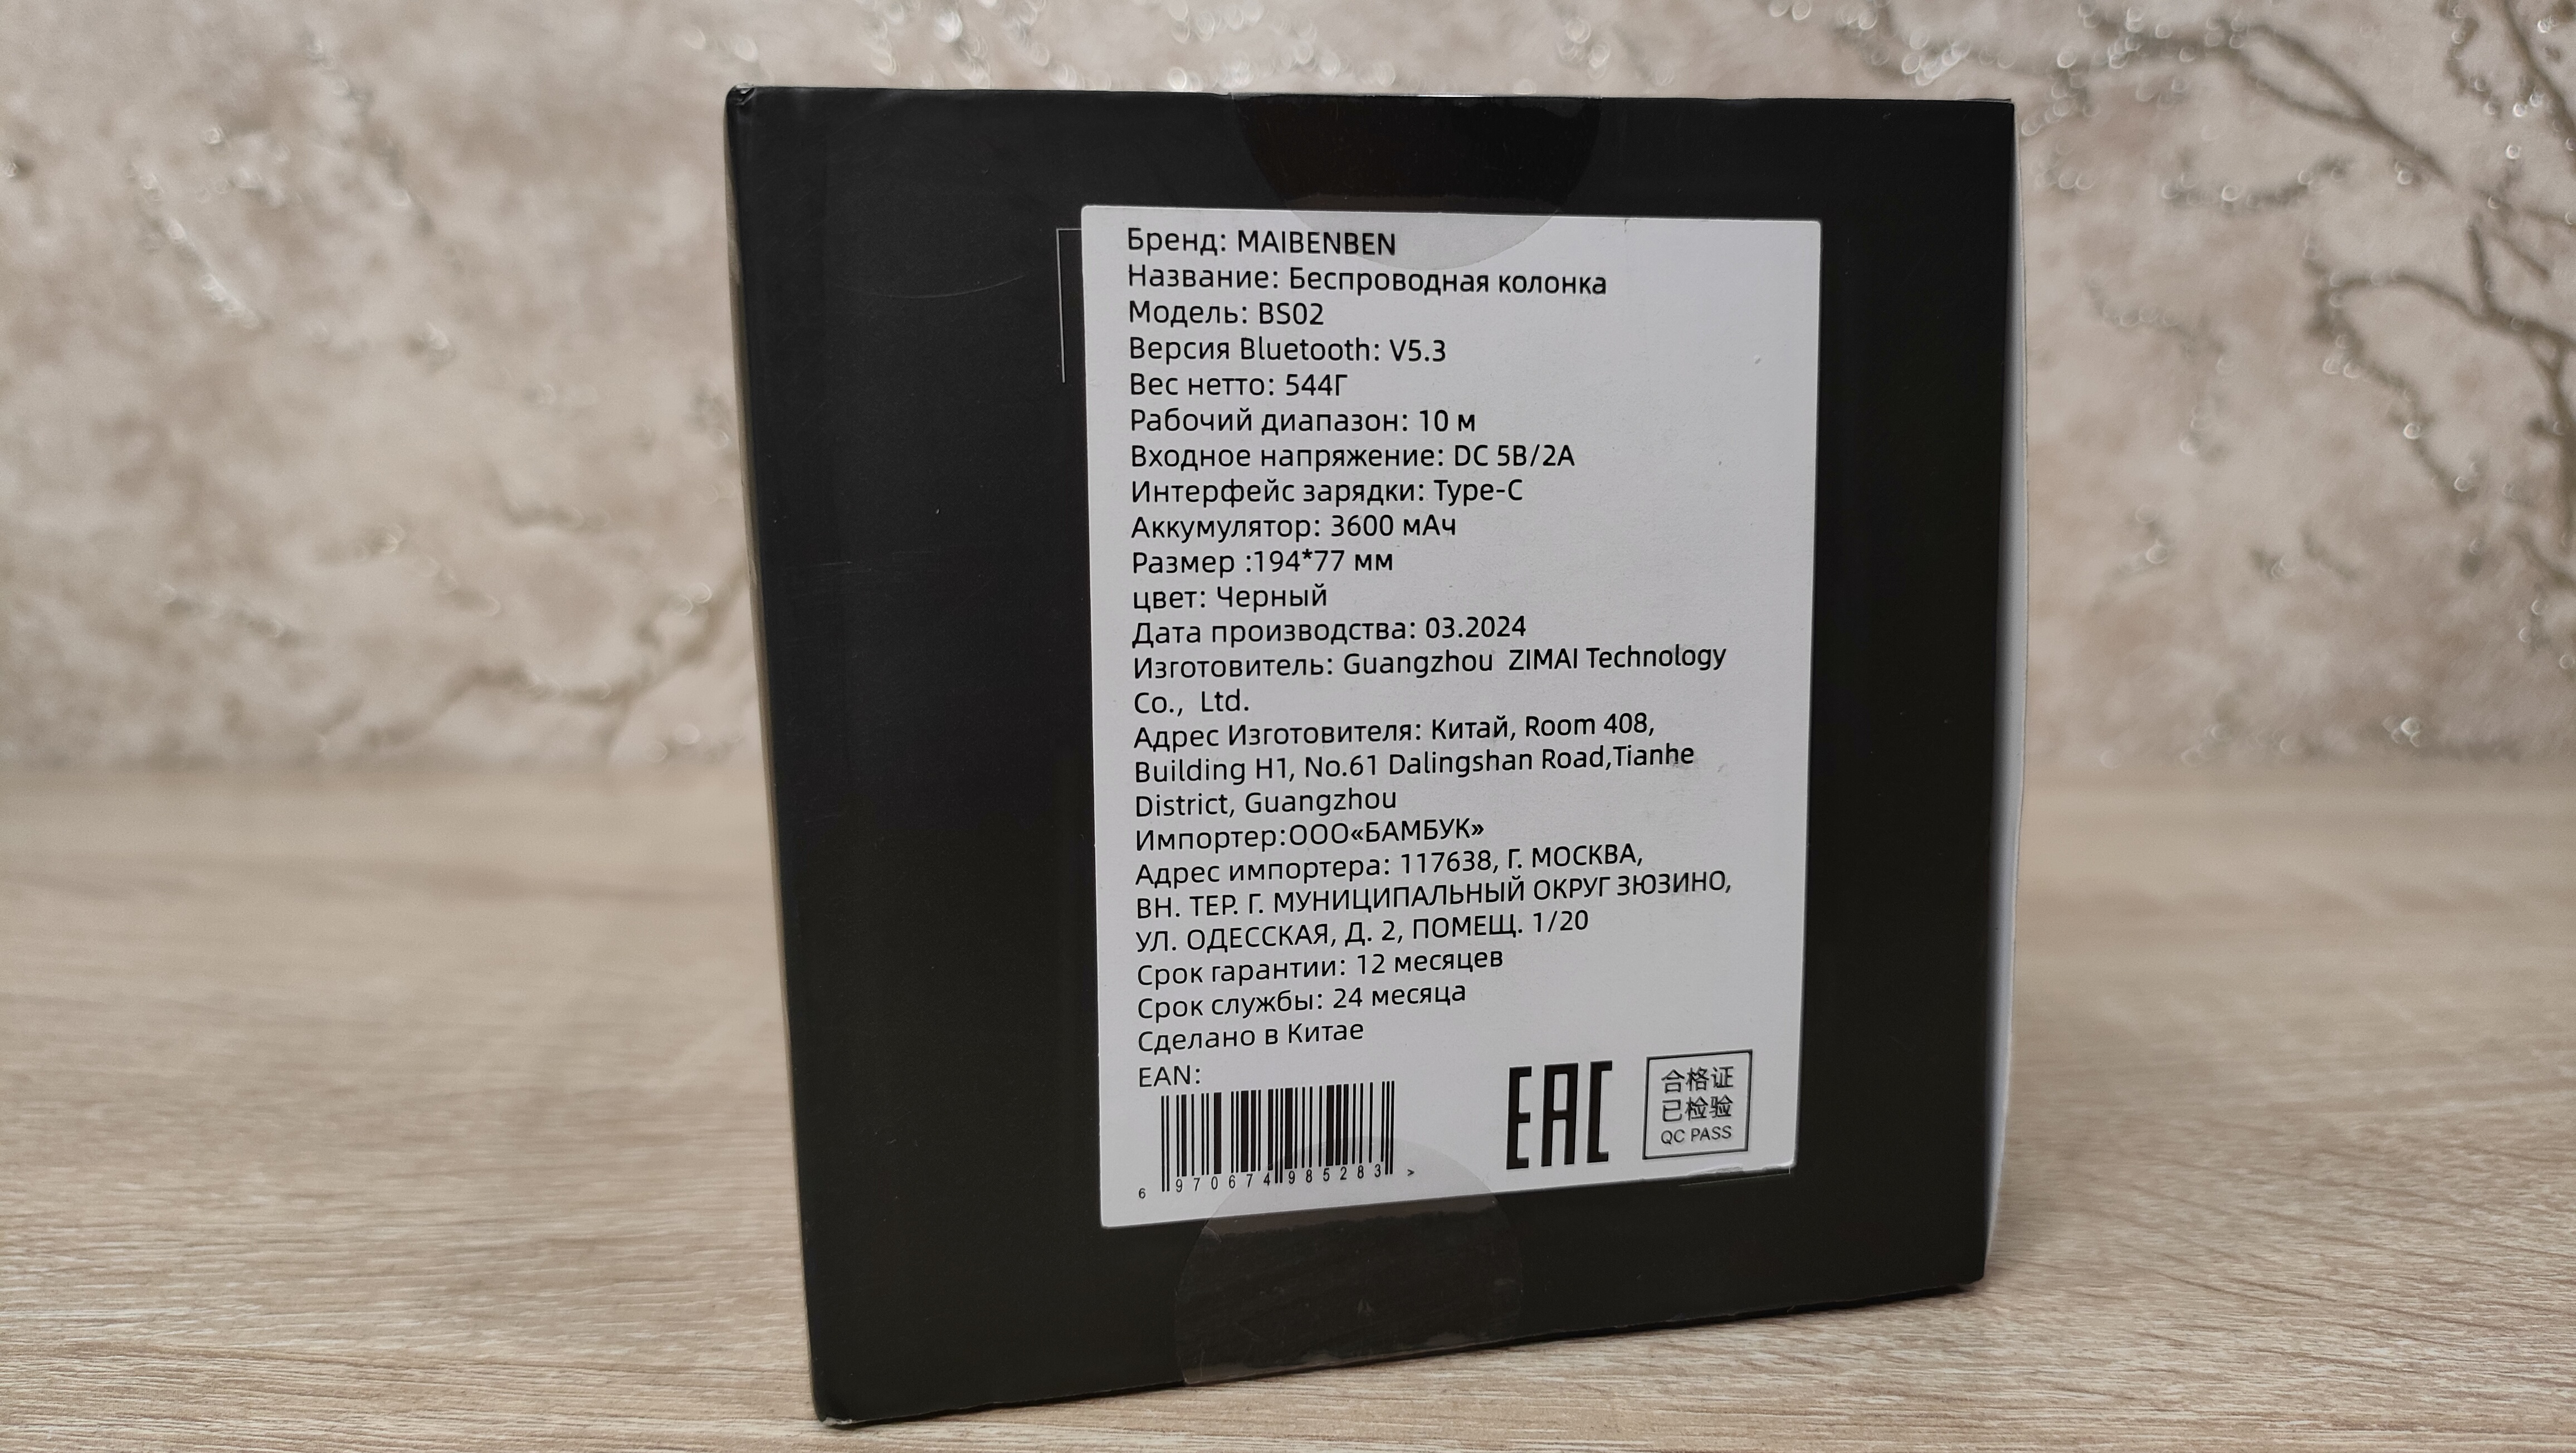 Бренд: MAIBENBEN
Название: Беспроводная колонка
Модель: BS02
Версия Bluetooth: V5.3
Вес нетто: 544Г
Рабочий диапазон: 10 м
Входное напряжение: DC 5В/2А
Интерфейс зарядки: Type-C
Аккумулятор: 3600 мАч
Размер :194*77 мм
цвет: Черный
Дата производства: 03.2024
Изготовитель: Guangzhou  ZIMAI Technology
Co.,  Ltd.
Адрес Изготовителя: Китай, Room 408,
Building H1, No.61 Dalingshan Road,Tianhe
District, Guangzhou
Импортер:ООО«БАМБУК»
Адрес импортера: 117638, Г. МОСКВА,
ВН. ТЕР. Г. МУНИЦИПАЛЬНЫЙ ОКРУГ ЗЮЗИНО,
УЛ. ОДЕССКАЯ, Д. 2, ПОМЕЩ. 1/20
Срок гарантии: 12 месяцев
Срок службы: 24 месяца
Сделано в Китае
EAN:
6 970674 985283 >
EAC
合格证
已检验
QC PASS